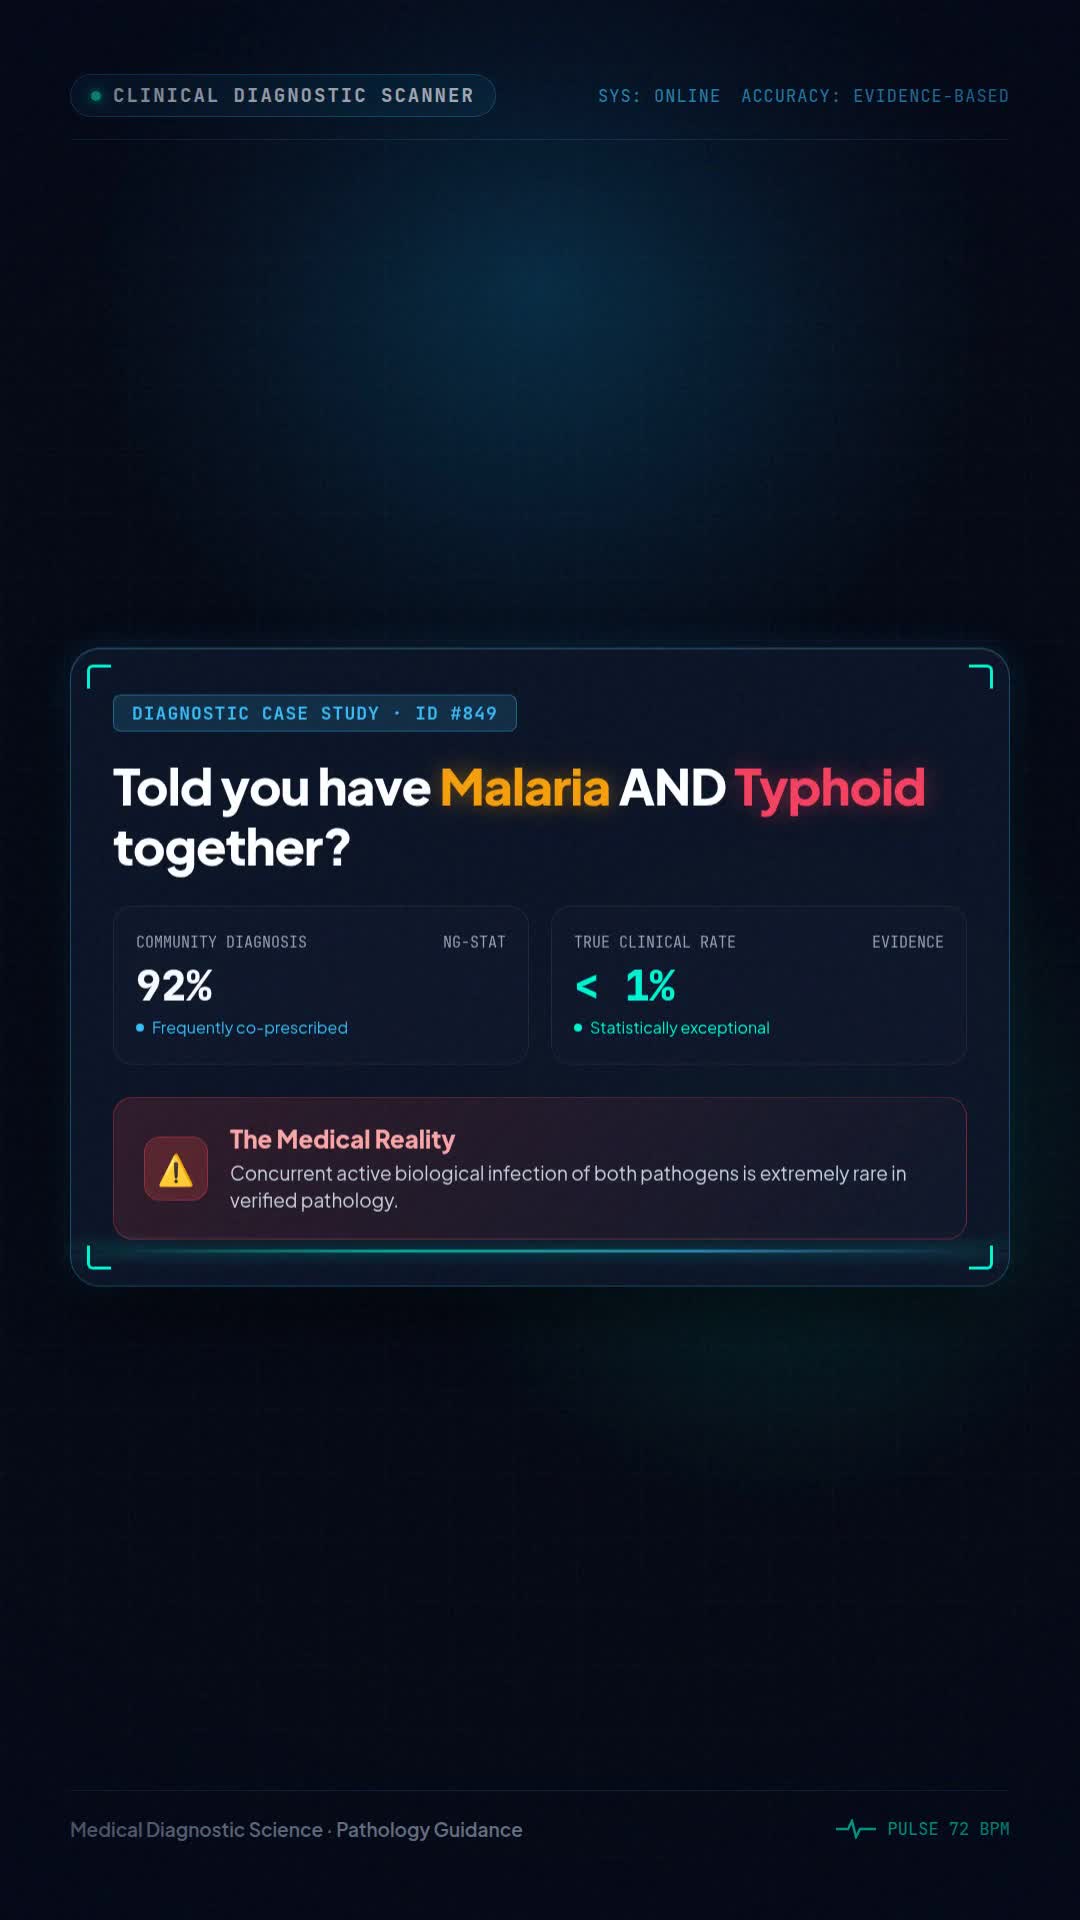 CLINICAL DIAGNOSTIC SCANNER
SYS: ONLINE ACCURACY: EVIDENCE-BASED
DIAGNOSTIC CASE STUDY · ID #849
Told you have Malaria AND Typhoid
together?
COMMUNITY DIAGNOSIS NG-STAT
92%
Frequently co-prescribed
TRUE CLINICAL RATE EVIDENCE
< 1%
Statistically exceptional
The Medical Reality
Concurrent active biological infection of both pathogens is extremely rare in
verified pathology.
Medical Diagnostic Science · Pathology Guidance
PULSE 72 BPM